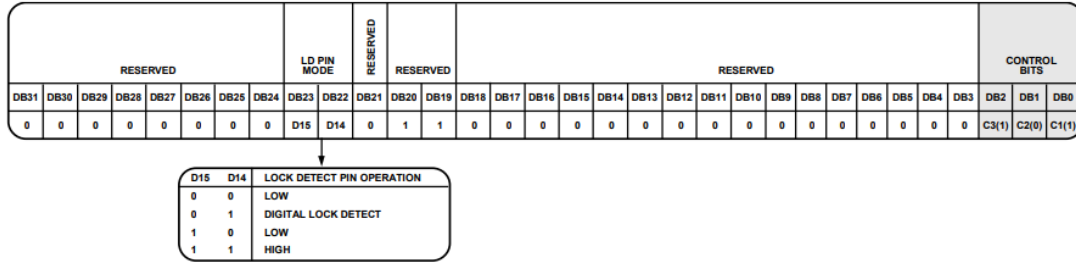 RESERVED
LD PIN
MODE
RESERVED
RESERVED
RESERVED
CONTROL
BITS
DB31 DB30 DB29 DB28 DB27 DB26 DB25 DB24 DB23 DB22 DB21 DB20 DB19 DB18 DB17 DB16 DB15 DB14 DB13 DB12 DB11 DB10 DB9 DB8 DB7 DB6 DB5 DB4 DB3 DB2 DB1 DB0
0 0 0 0 0 0 0 0 D15 D14 0 1 1 0 0 0 0 0 0 0 0 0 0 0 0 0 0 0 0 C3(1) C2(0) C1(1)
D15 D14 LOCK DETECT PIN OPERATION
0 0 LOW
0 1 DIGITAL LOCK DETECT
1 0 LOW
1 1 HIGH